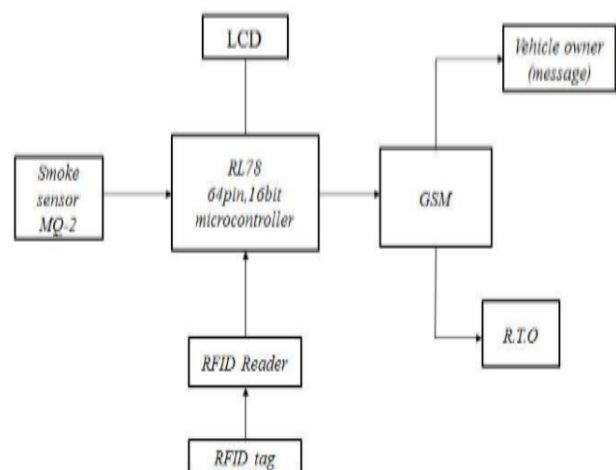 LCD
Vehicle owner
(message)
Smoke
sensor
MQ-2
RL78
64pin,16bit
microcontroller
GSM
R.T.O
RFID Reader
RFID tag